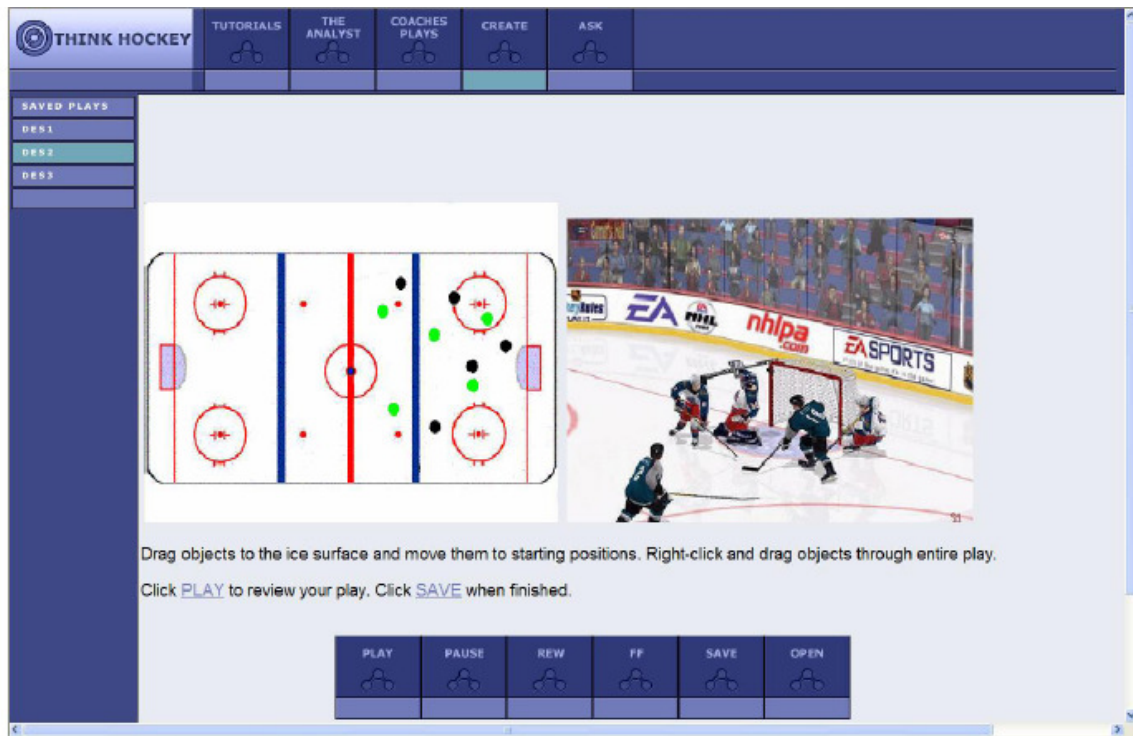 THINK HOCKEY
TUTORIALS
THE
ANALYST
COACHES
PLAYS
CREATE
ASK
SAVED PLAYS
DES1
DES2
DES3
EA
NHL
nhlpa
.com
EA SPORTS
2
Drag objects to the ice surface and move them to starting positions. Right-click and drag objects through entire play.
Click PLAY to review your play. Click SAVE when finished.
PLAY
PAUSE
REW
FF
SAVE
OPEN